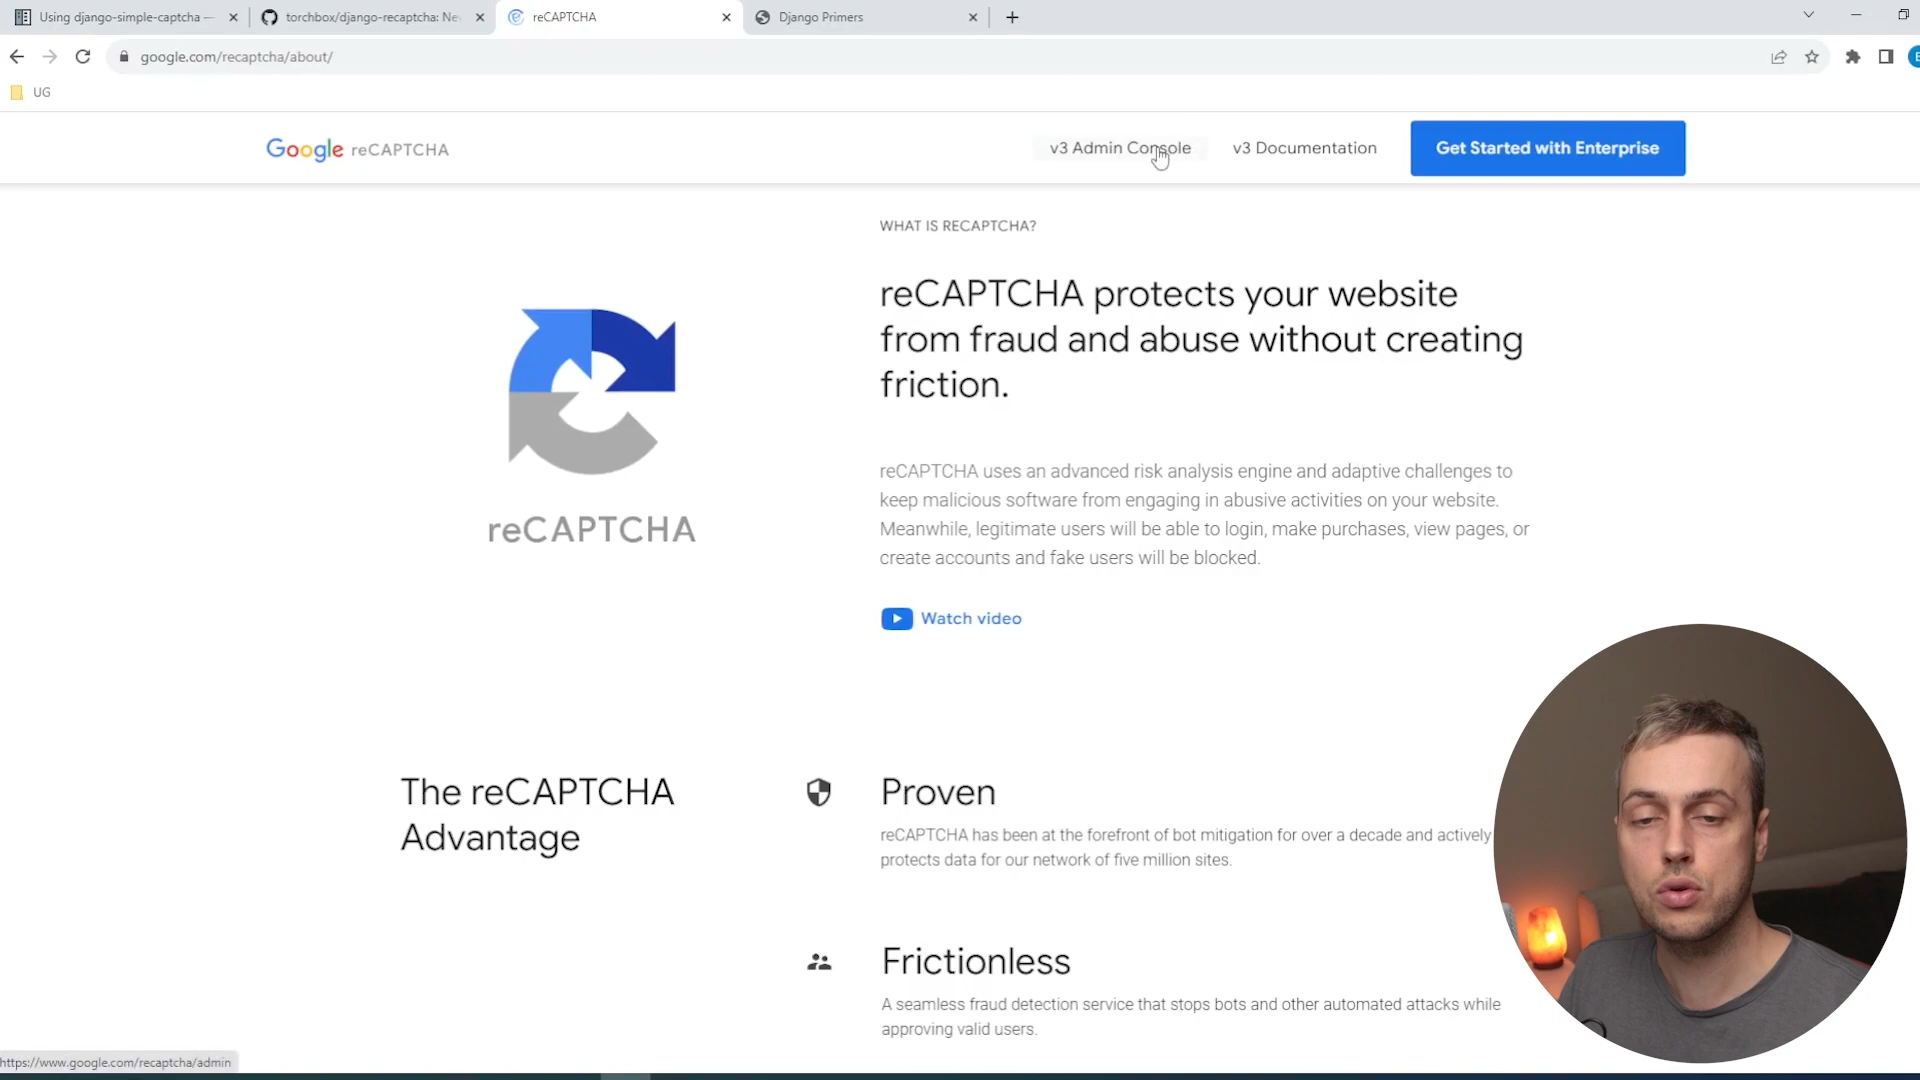 Using django-simple-captcha —
torchbox/django-recaptcha: Ne
reCAPTCHA
Django Primers
google.com/recaptcha/about/
UG
Google reCAPTCHA
v3 Admin Console
v3 Documentation
Get Started with Enterprise
WHAT IS RECAPTCHA?
reCAPTCHA protects your website
from fraud and abuse without creating
friction.
reCAPTCHA uses an advanced risk analysis engine and adaptive challenges to
keep malicious software from engaging in abusive activities on your website.
Meanwhile, legitimate users will be able to login, make purchases, view pages, or
create accounts and fake users will be blocked.
reCAPTCHA
Watch video
The reCAPTCHA
Advantage
Proven
reCAPTCHA has been at the forefront of bot mitigation for over a decade and actively
protects data for our network of five million sites.
Frictionless
A seamless fraud detection service that stops bots and other automated attacks while
approving valid users.
https://www.google.com/recaptcha/admin